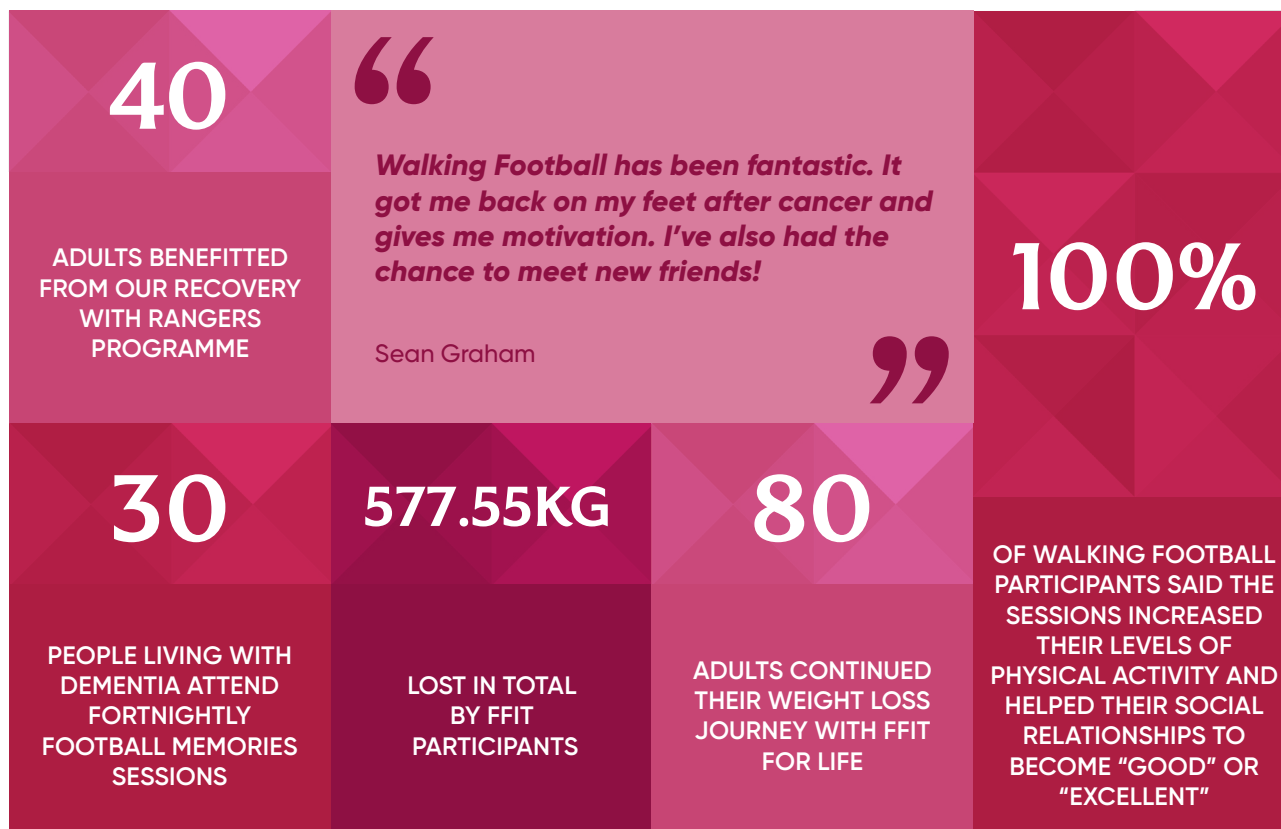 40
ADULTS BENEFITTED
FROM OUR RECOVERY
WITH RANGERS
PROGRAMME
“
Walking Football has been fantastic. It
got me back on my feet after cancer and
gives me motivation. I’ve also had the
chance to meet new friends!
Sean Graham
”
100%
OF WALKING FOOTBALL
PARTICIPANTS SAID THE
SESSIONS INCREASED
THEIR LEVELS OF
PHYSICAL ACTIVITY AND
HELPED THEIR SOCIAL
RELATIONSHIPS TO
BECOME “GOOD” OR
“EXCELLENT”
30
PEOPLE LIVING WITH
DEMENTIA ATTEND
FORTNIGHTLY
FOOTBALL MEMORIES
SESSIONS
577.55KG
LOST IN TOTAL
BY FFIT
PARTICIPANTS
80
ADULTS CONTINUED
THEIR WEIGHT LOSS
JOURNEY WITH FFIT
FOR LIFE